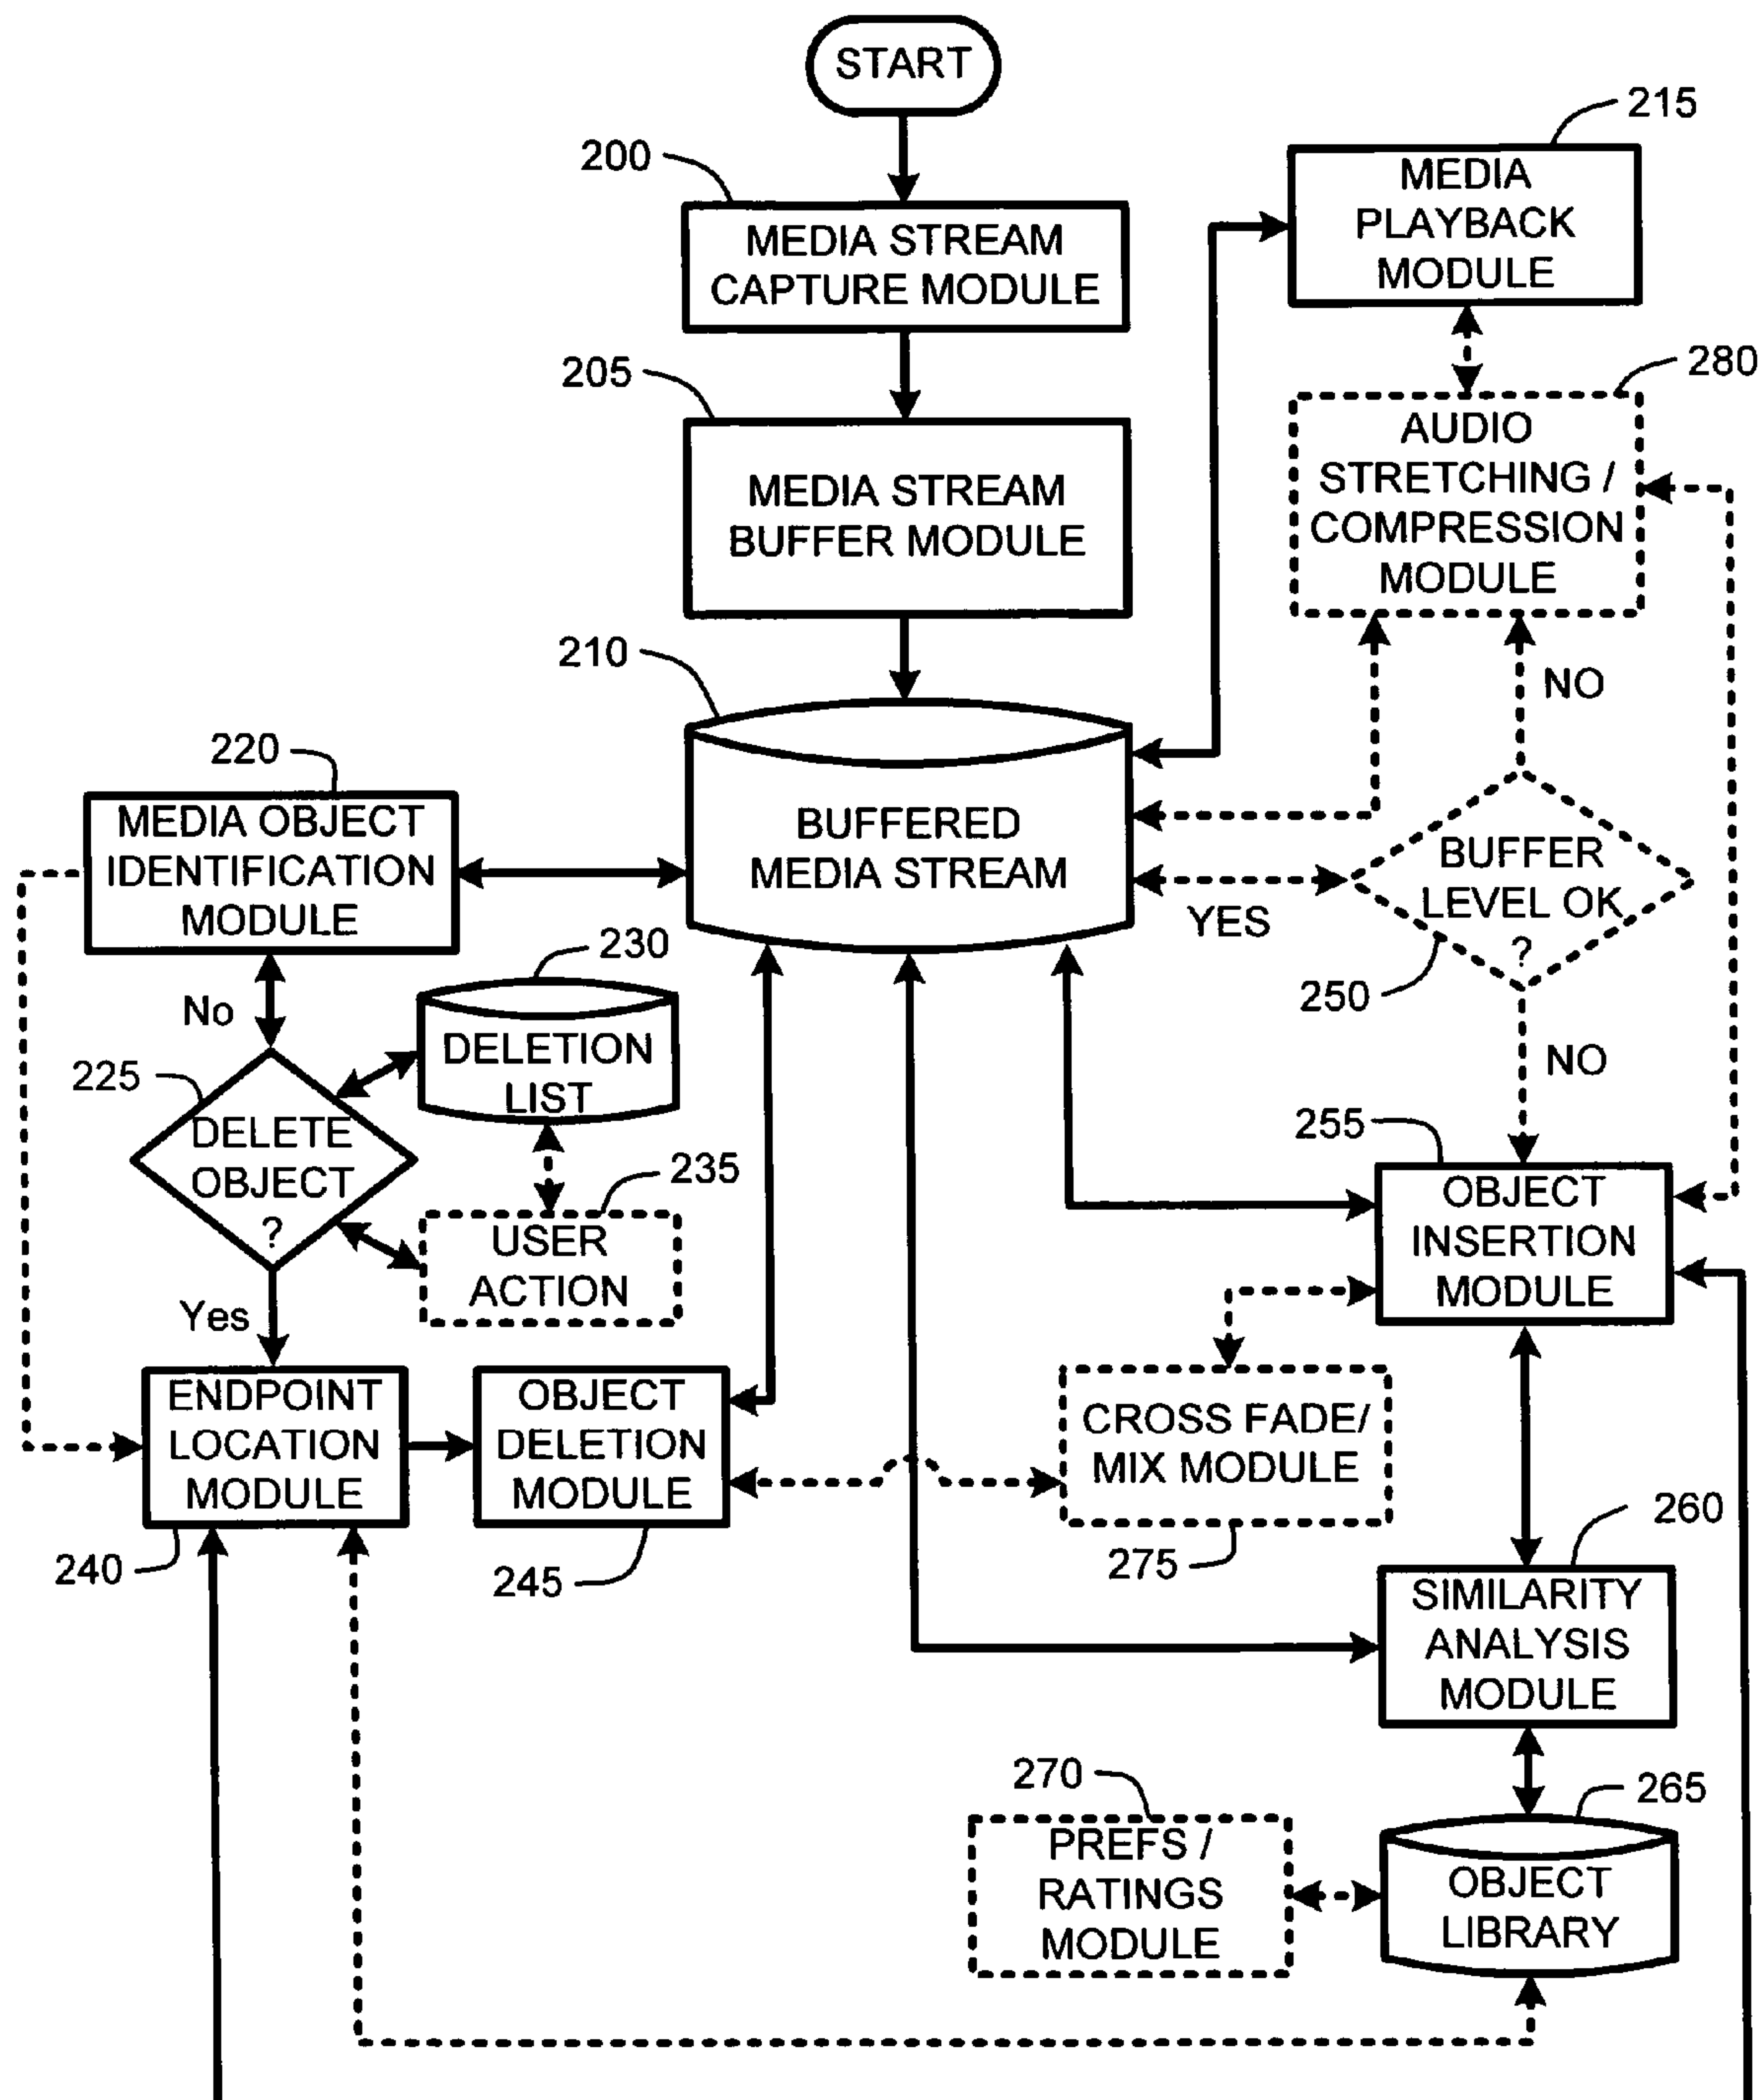 START
200
MEDIA STREAM
CAPTURE MODULE
215
MEDIA
PLAYBACK
MODULE
205
MEDIA STREAM
BUFFER MODULE
280
AUDIO
STRETCHING /
COMPRESSION
MODULE
210
BUFFERED
MEDIA STREAM
NO
YES
BUFFER
LEVEL OK
?
250
NO
220
MEDIA OBJECT
IDENTIFICATION
MODULE
No
230
DELETION
LIST
225
DELETE
OBJECT
?
235
USER
ACTION
Yes
255
OBJECT
INSERTION
MODULE
ENDPOINT
LOCATION
MODULE
240
OBJECT
DELETION
MODULE
245
CROSS FADE/
MIX MODULE
275
260
SIMILARITY
ANALYSIS
MODULE
270
PREFS /
RATINGS
MODULE
265
OBJECT
LIBRARY